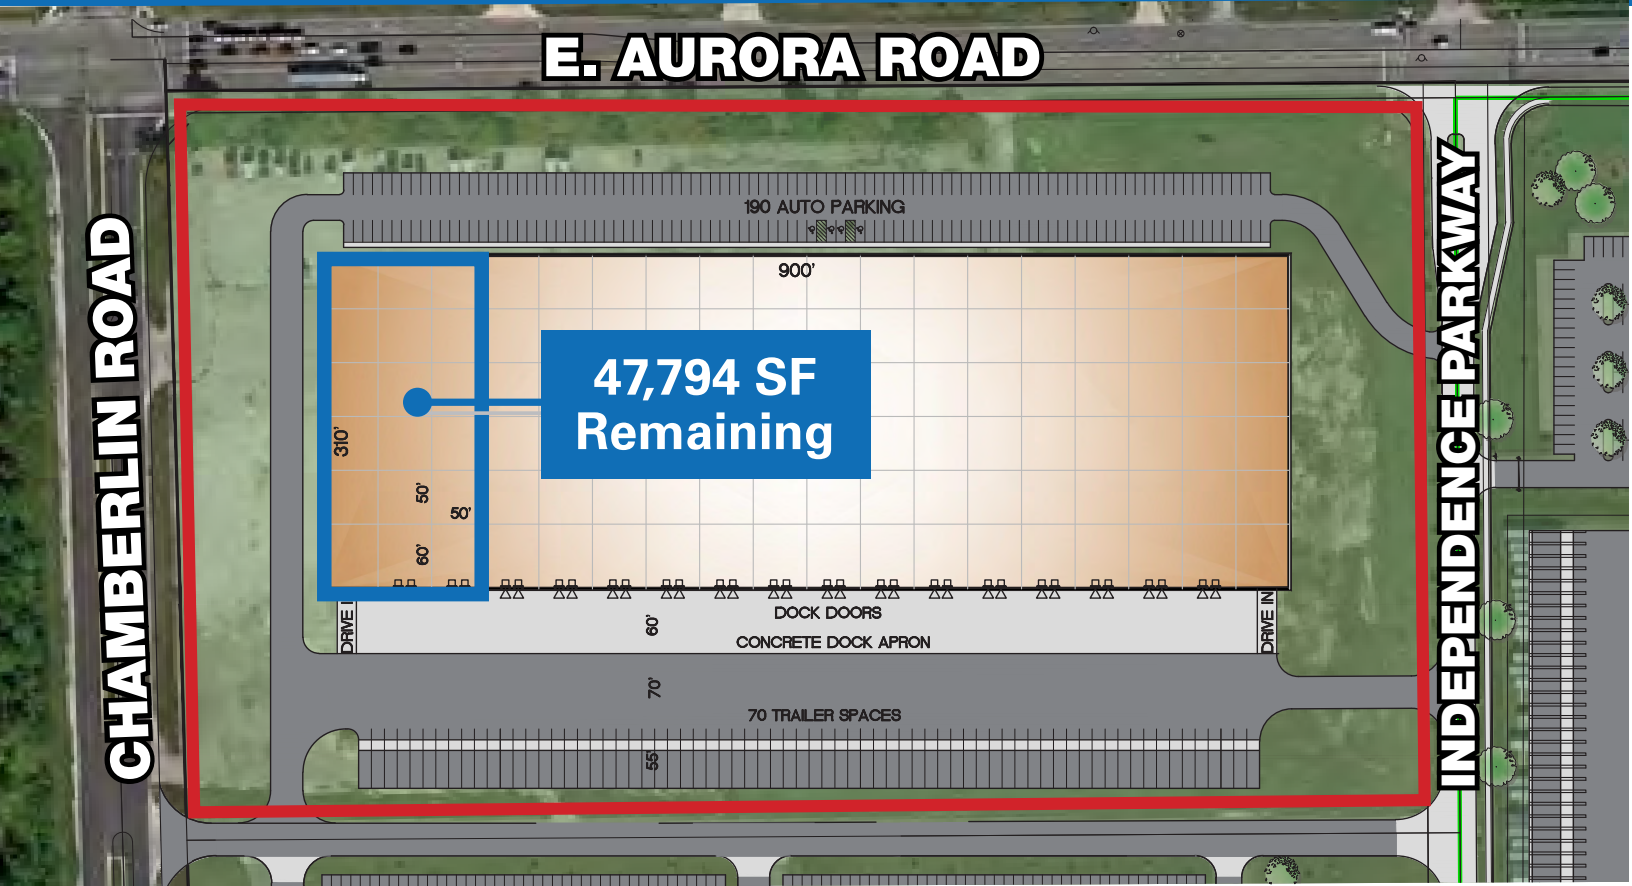 E. AURORA ROAD
CHAMBERLIN ROAD
INDEPENDENCE PARKWAY
190 AUTO PARKING
900'
47,794 SF
Remaining
310'
50'
50'
60'
DOCK DOORS
CONCRETE DOCK APRON
60'
DRIVE I
DRIVE IN
70'
70 TRAILER SPACES
55'